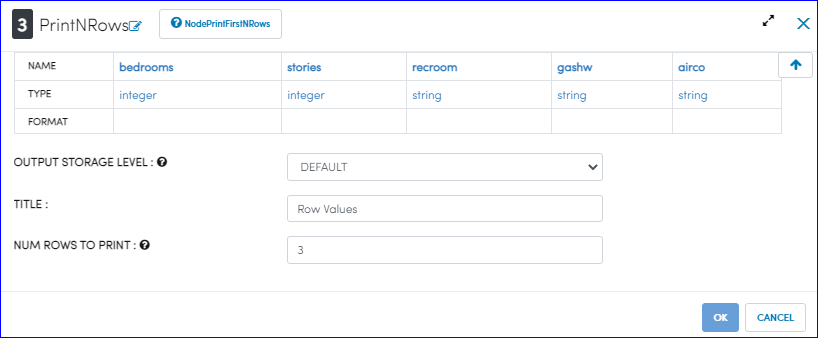 3 PrintNRows NodePrintFirstNRows
NAME bedrooms stories recroom gashw airco
TYPE integer integer string string string
FORMAT
OUTPUT STORAGE LEVEL : DEFAULT
TITLE : Row Values
NUM ROWS TO PRINT : 3
OK CANCEL